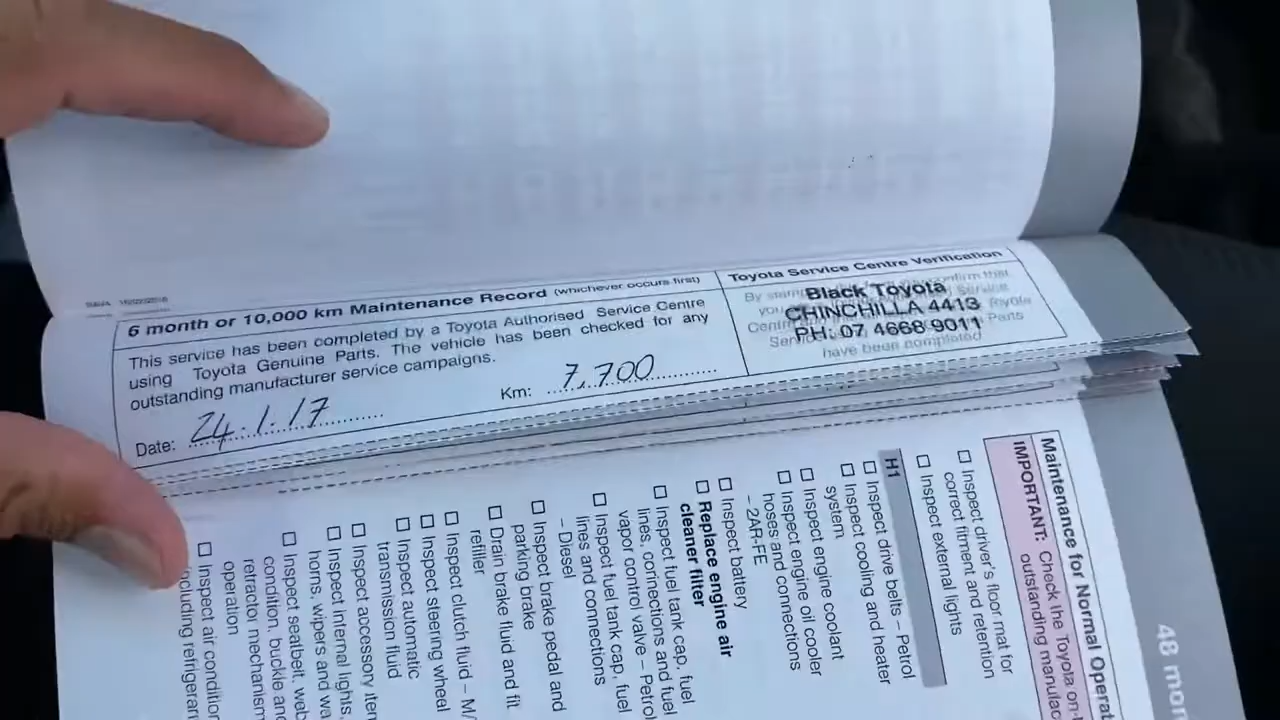 6 month or 10,000 km Maintenance Record (whichever occurs first)
This service has been completed by a Toyota Authorised Service Centre
using Toyota Genuine Parts. The vehicle has been checked for any
outstanding manufacturer service campaigns.
Date: 24.1.17
Km: 7,700
Toyota Service Centre Verification
Black Toyota
CHINCHILLA 4413
PH: 07 4668 9011
have been completed
48 mon
Maintenance for Normal Operat
IMPORTANT: Check the Toyota on-
outstanding manufac
☐ Inspect driver's floor mat for
correct fitment and retention
☐ Inspect external lights
H1
☐ Inspect drive belts – Petrol
☐ Inspect cooling and heater
system
☐ Inspect engine coolant
☐ Inspect engine oil cooler
hoses and connections
– 2AR-FE
☐ Inspect battery
☐ Replace engine air
cleaner filter
☐ Inspect fuel tank cap, fuel
lines, connections and fuel
vapor control valve – Petrol
☐ Inspect fuel tank cap, fuel
lines and connections
– Diesel
☐ Inspect brake pedal and
parking brake
☐ Drain brake fluid and
refiller
☐ Inspect clutch fluid – M/
☐ Inspect steering wheel
☐ Inspect automatic
transmission fluid
☐ Inspect accessory
☐ Inspect internal lights,
horns, wipers and
☐ Inspect seatbelt,
condition, buckle
retractor mechanism
operation
☐ Inspect air condition
including